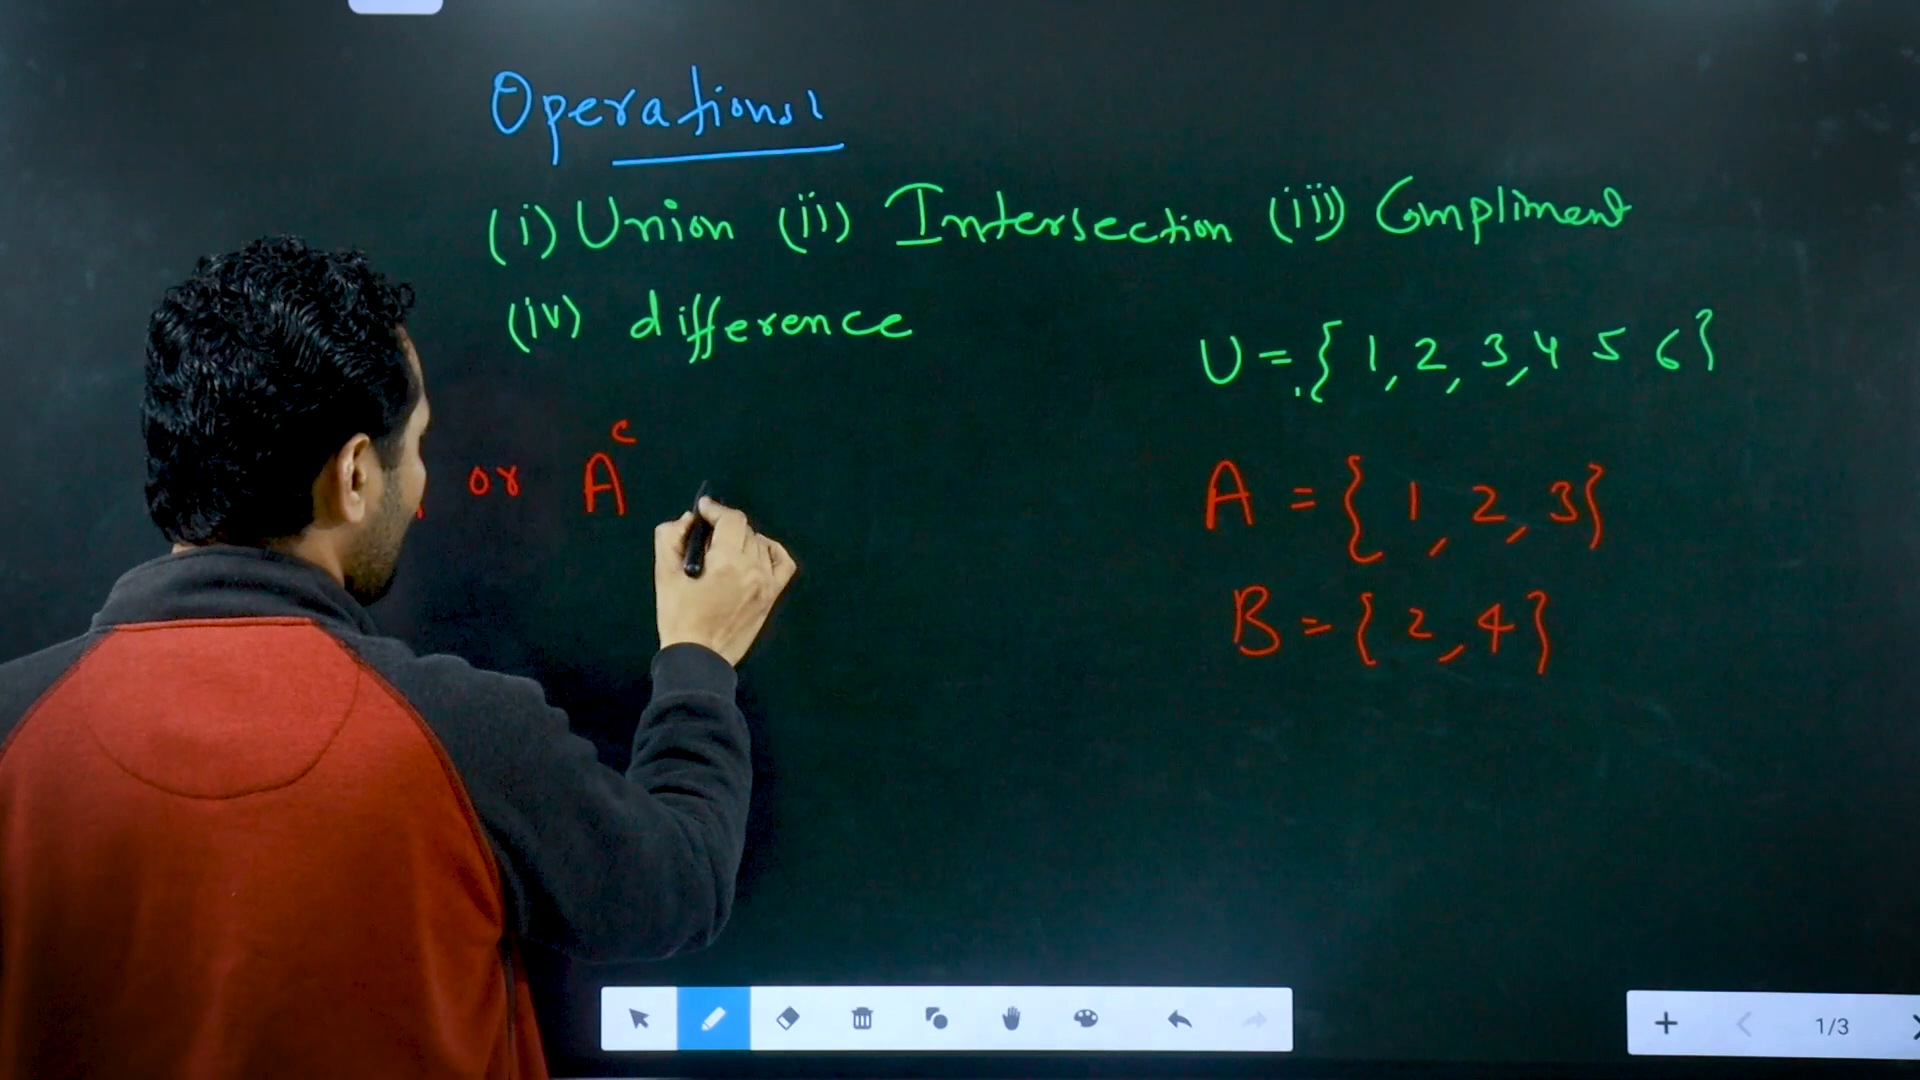 Operations:
(i) Union (ii) Intersection (iii) Compliment
(iv) difference
U = { 1, 2, 3, 4 5 6 }
or A^c
A = { 1, 2, 3 }
B = { 2, 4 }
1/3